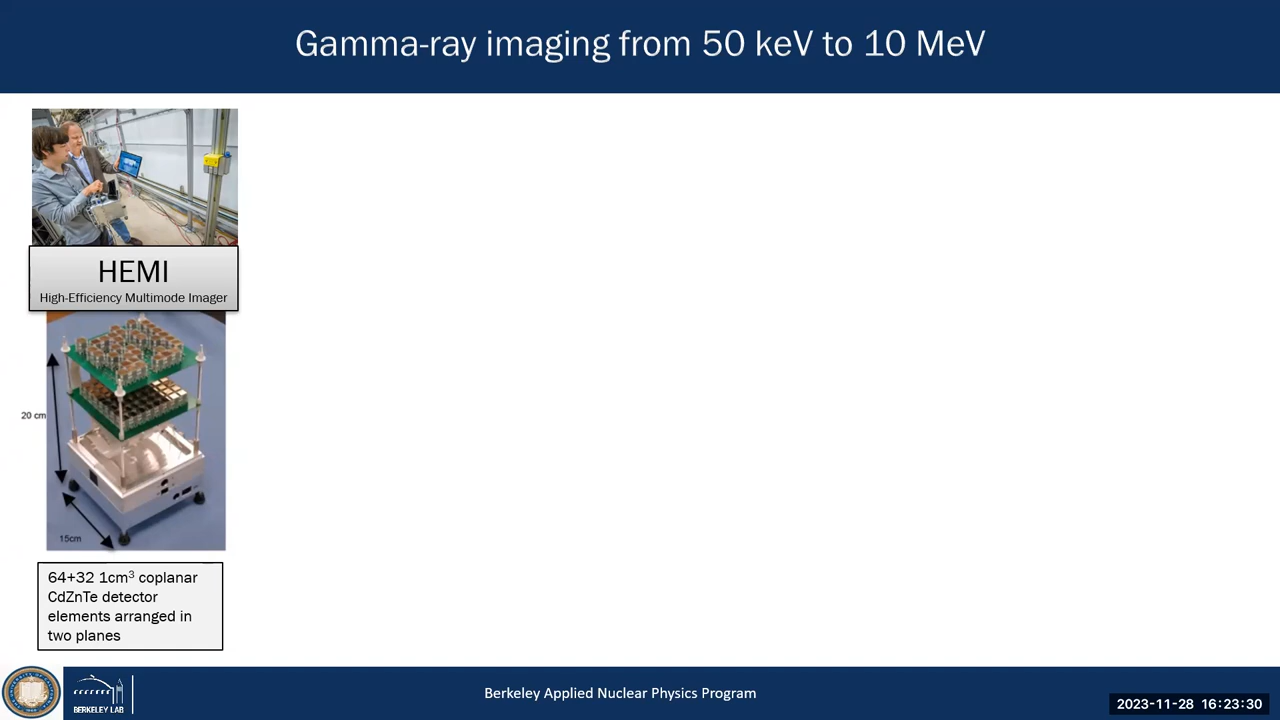 Gamma-ray imaging from 50 keV to 10 MeV
HEMI
High-Efficiency Multimode Imager
20 cm
15cm
64+32 1cm³ coplanar
CdZnTe detector
elements arranged in
two planes
BERKELEY LAB
Berkeley Applied Nuclear Physics Program
2023-11-28 16:23:30